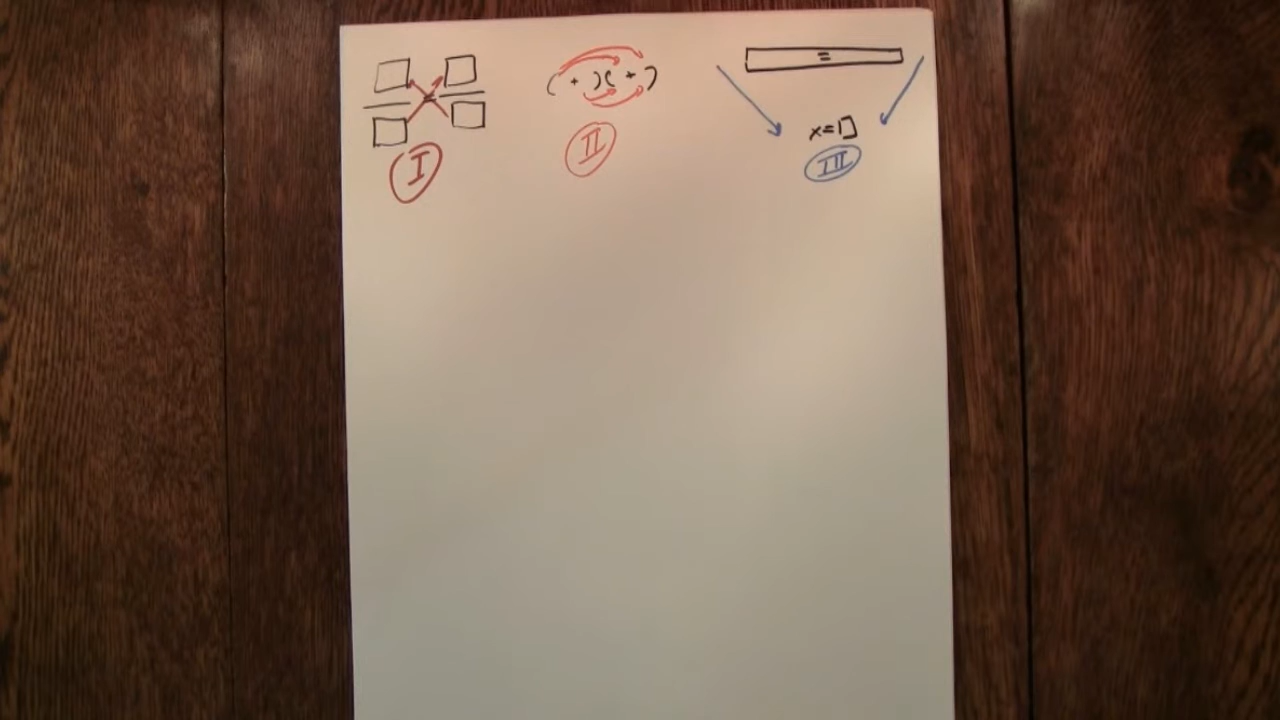 =
( + )( + )
=
x=□
I
II
III